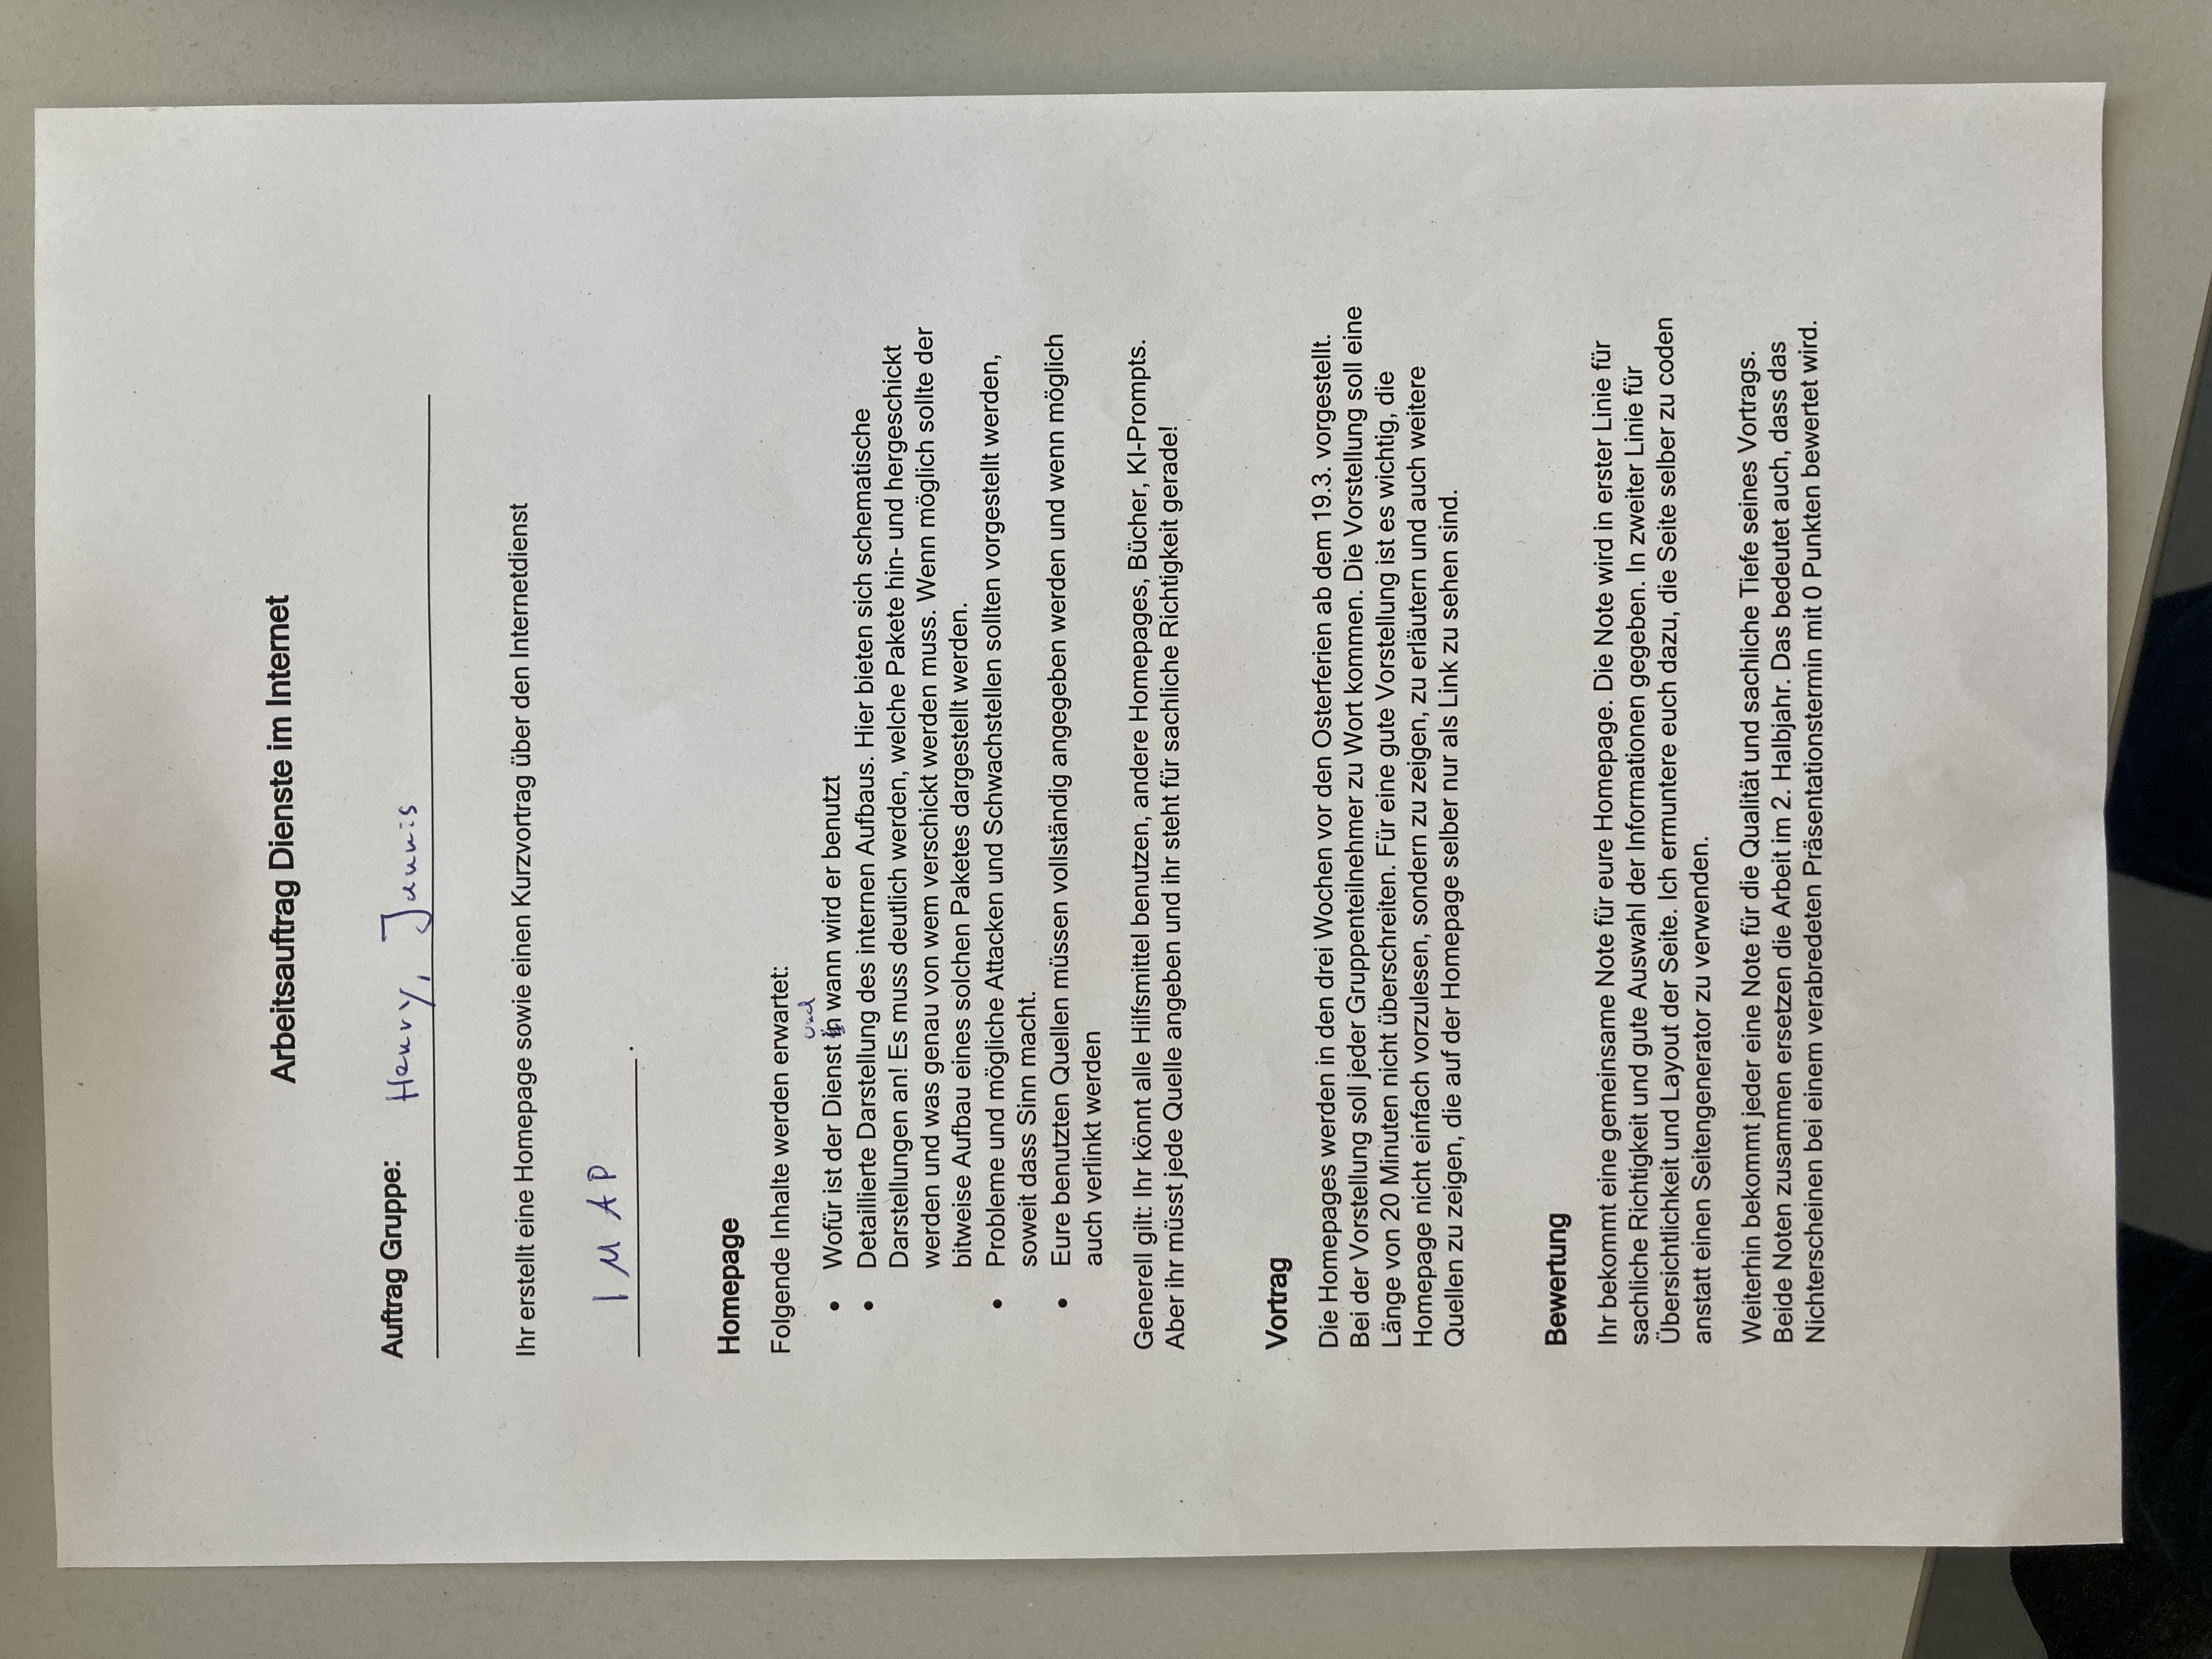 Arbeitsauftrag Dienste im Internet
Auftrag Gruppe: Henry, Jannis
Ihr erstellt eine Homepage sowie einen Kurzvortrag über den Internetdienst
IMAP.
Homepage
Folgende Inhalte werden erwartet:
und
• Wofür ist der Dienst in wann wird er benutzt
• Detaillierte Darstellung des internen Aufbaus. Hier bieten sich schematische
Darstellungen an! Es muss deutlich werden, welche Pakete hin- und hergeschickt
werden und was genau von wem verschickt werden muss. Wenn möglich sollte der
bitweise Aufbau eines solchen Paketes dargestellt werden.
• Probleme und mögliche Attacken und Schwachstellen sollten vorgestellt werden,
soweit dass Sinn macht.
• Eure benutzten Quellen müssen vollständig angegeben werden und wenn möglich
auch verlinkt werden
Generell gilt: Ihr könnt alle Hilfsmittel benutzen, andere Homepages, Bücher, KI-Prompts.
Aber ihr müsst jede Quelle angeben und ihr steht für sachliche Richtigkeit gerade!
Vortrag
Die Homepages werden in den drei Wochen vor den Osterferien ab dem 19.3. vorgestellt.
Bei der Vorstellung soll jeder Gruppenteilnehmer zu Wort kommen. Die Vorstellung soll eine
Länge von 20 Minuten nicht überschreiten. Für eine gute Vorstellung ist es wichtig, die
Homepage nicht einfach vorzulesen, sondern zu zeigen, zu erläutern und auch weitere
Quellen zu zeigen, die auf der Homepage selber nur als Link zu sehen sind.
Bewertung
Ihr bekommt eine gemeinsame Note für eure Homepage. Die Note wird in erster Linie für
sachliche Richtigkeit und gute Auswahl der Informationen gegeben. In zweiter Linie für
Übersichtlichkeit und Layout der Seite. Ich ermuntere euch dazu, die Seite selber zu coden
anstatt einen Seitengenerator zu verwenden.
Weiterhin bekommt jeder eine Note für die Qualität und sachliche Tiefe seines Vortrags.
Beide Noten zusammen ersetzen die Arbeit im 2. Halbjahr. Das bedeutet auch, dass das
Nichterscheinen bei einem verabredeten Präsentationstermin mit 0 Punkten bewertet wird.